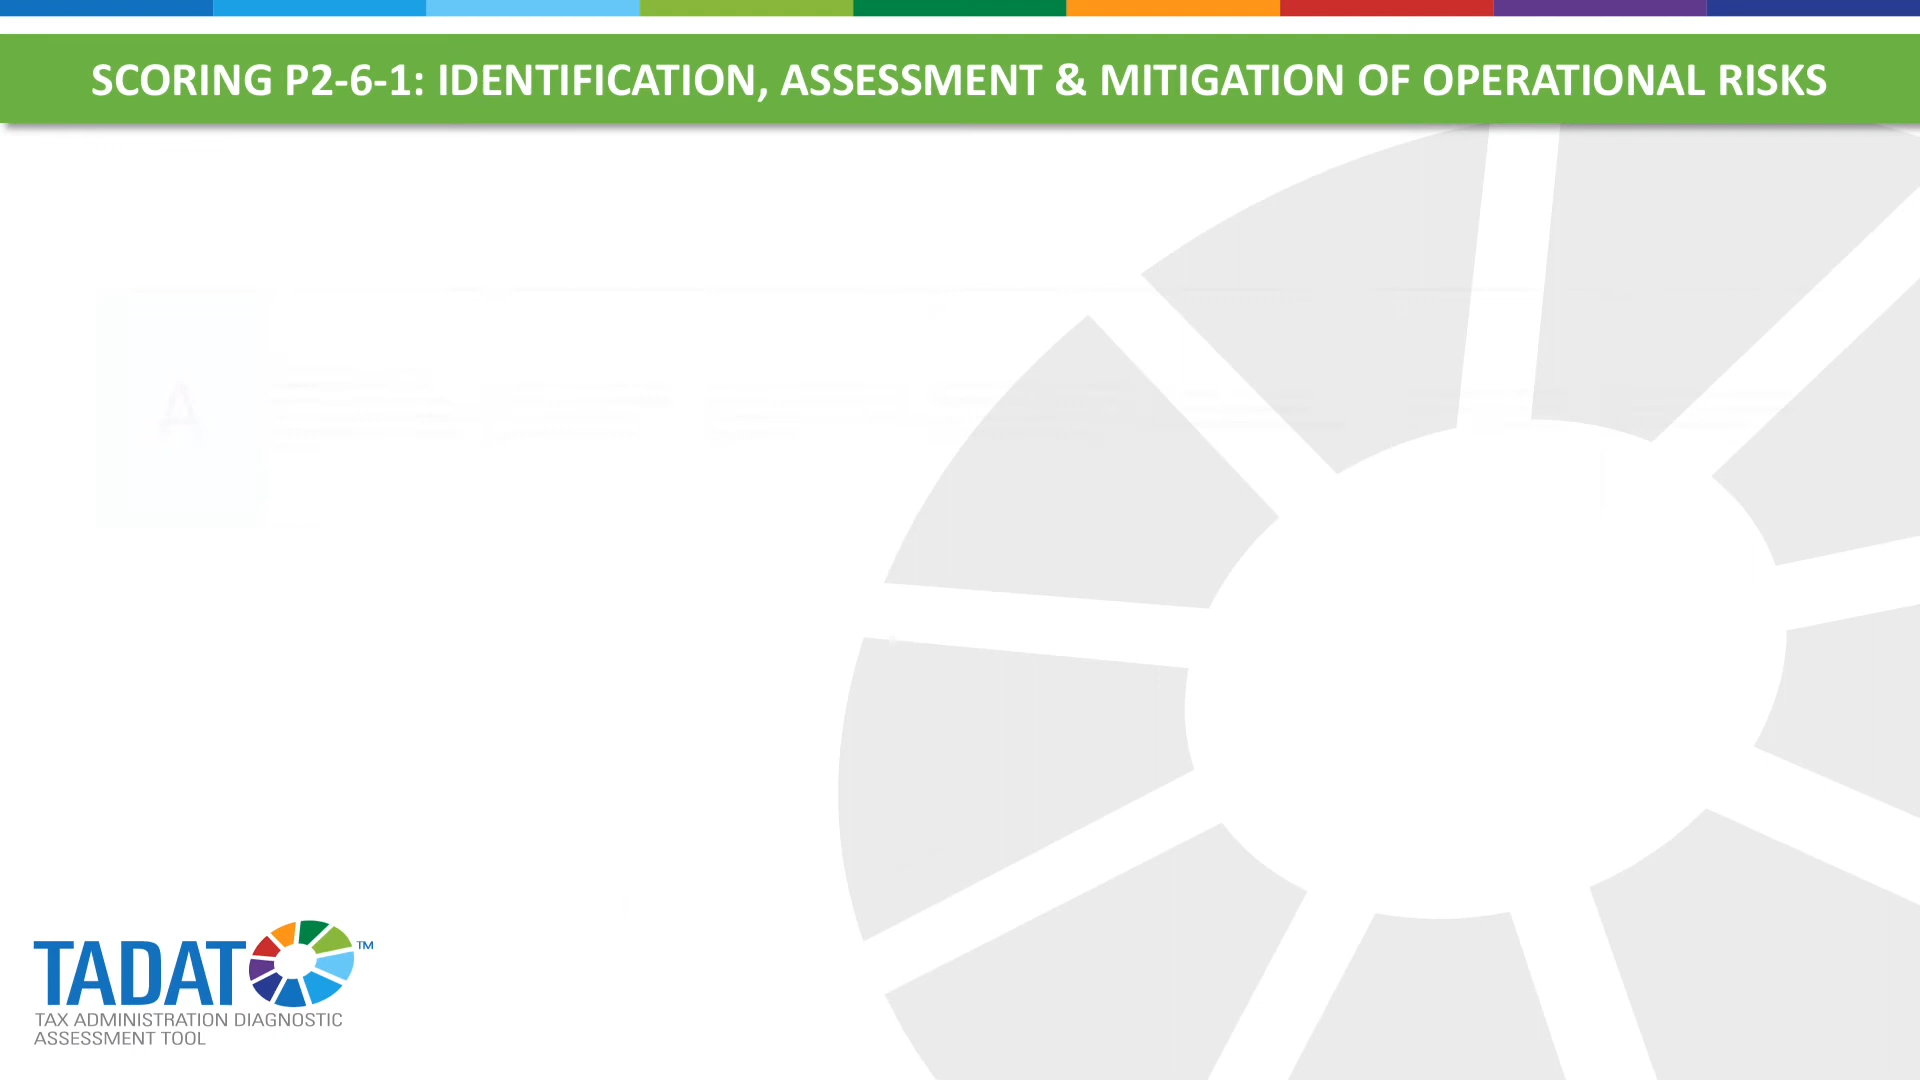 SCORING P2-6-1: IDENTIFICATION, ASSESSMENT & MITIGATION OF OPERATIONAL RISKS
A
TADAT™
TAX ADMINISTRATION DIAGNOSTIC
ASSESSMENT TOOL